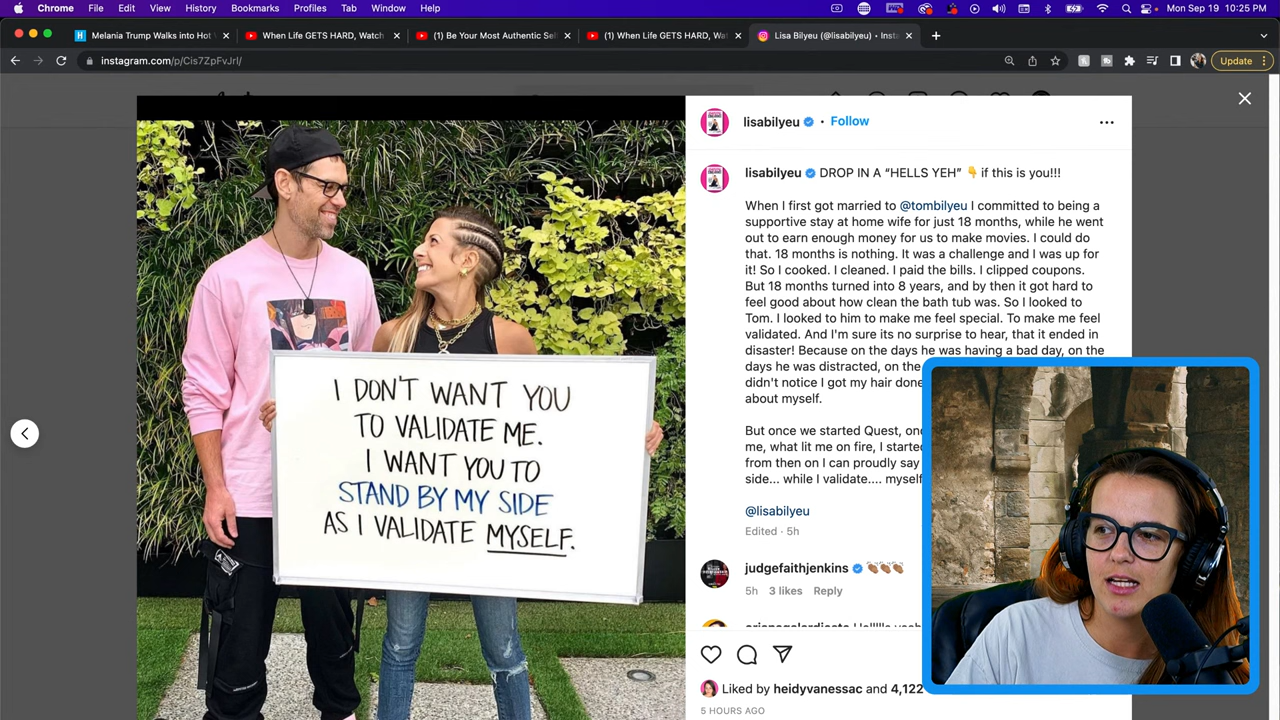 Chrome File Edit View History Bookmarks Profiles Tab Window Help Mon Sep 19 10:25 PM
Melania Trump Walks into Hot When Life GETS HARD, Watch (1) Be Your Most Authentic Sel (1) When Life GETS HARD, Wat Lisa Bilyeu (@lisabilyeu) • Inst
instagram.com/p/Cis7ZpFvJrI/ Update
lisabilyeu • Follow
lisabilyeu DROP IN A “HELLS YEH” 👇 if this is you!!!
When I first got married to @tombilyeu I committed to being a
supportive stay at home wife for just 18 months, while he went
out to earn enough money for us to make movies. I could do
that. 18 months is nothing. It was a challenge and I was up for
it! So I cooked. I cleaned. I paid the bills. I clipped coupons.
But 18 months turned into 8 years, and by then it got hard to
feel good about how clean the bath tub was. So I looked to
Tom. I looked to him to make me feel special. To make me feel
validated. And I'm sure its no surprise to hear, that it ended in
disaster! Because on the days he was having a bad day, on the
days he was distracted, on the
didn't notice I got my hair done
about myself.
But once we started Quest, on
me, what lit me on fire, I started
from then on I can proudly say
side... while I validate.... myself
@lisabilyeu
Edited · 5h
judgefaithjenkins 👏🏽👏🏽👏🏽
5h 3 likes Reply
Liked by heidyvanessac and 4,122
5 HOURS AGO
I DON'T WANT YOU
TO VALIDATE ME.
I WANT YOU TO
STAND BY MY SIDE
AS I VALIDATE MYSELF.